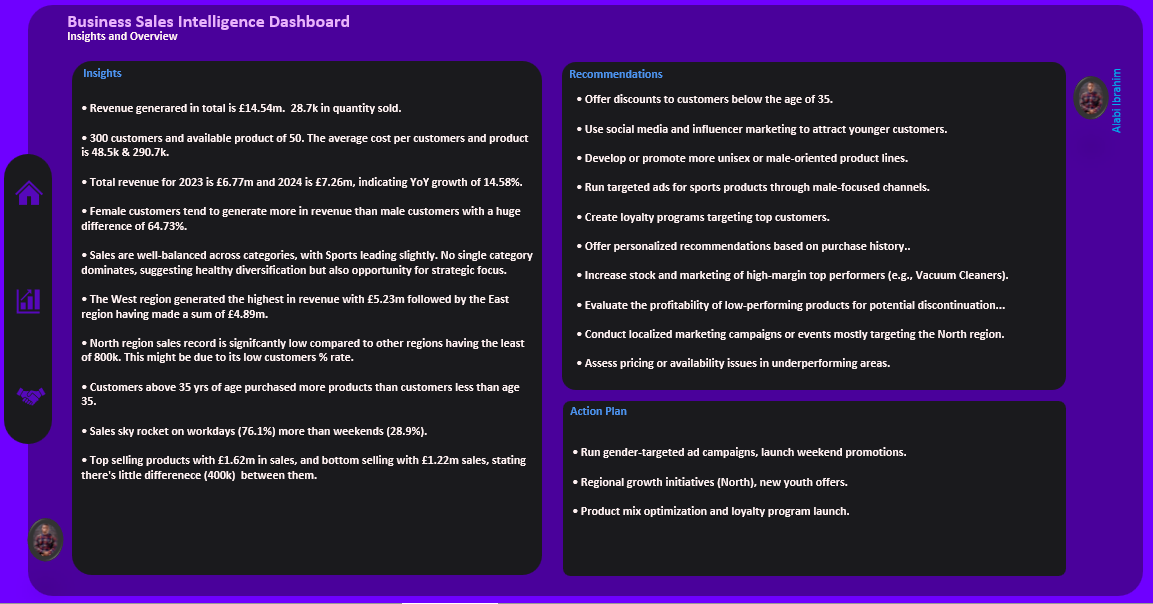 Business Sales Intelligence Dashboard
Insights and Overview
Insights
• Revenue generared in total is £14.54m.  28.7k in quantity sold.
• 300 customers and available product of 50. The average cost per customers and product
is 48.5k & 290.7k.
• Total revenue for 2023 is £6.77m and 2024 is £7.26m, indicating YoY growth of 14.58%.
• Female customers tend to generate more in revenue than male customers with a huge
difference of 64.73%.
• Sales are well-balanced across categories, with Sports leading slightly. No single category
dominates, suggesting healthy diversification but also opportunity for strategic focus.
• The West region generated the highest in revenue with £5.23m followed by the East
region having made a sum of £4.89m.
• North region sales record is signifcantly low compared to other regions having the least
of 800k. This might be due to its low customers % rate.
• Customers above 35 yrs of age purchased more products than customers less than age
35.
• Sales sky rocket on workdays (76.1%) more than weekends (28.9%).
• Top selling products with £1.62m in sales, and bottom selling with £1.22m sales, stating
there's little differenece (400k)  between them.
Recommendations
• Offer discounts to customers below the age of 35.
• Use social media and influencer marketing to attract younger customers.
• Develop or promote more unisex or male-oriented product lines.
• Run targeted ads for sports products through male-focused channels.
• Create loyalty programs targeting top customers.
• Offer personalized recommendations based on purchase history..
• Increase stock and marketing of high-margin top performers (e.g., Vacuum Cleaners).
• Evaluate the profitability of low-performing products for potential discontinuation...
• Conduct localized marketing campaigns or events mostly targeting the North region.
• Assess pricing or availability issues in underperforming areas.
Action Plan
• Run gender-targeted ad campaigns, launch weekend promotions.
• Regional growth initiatives (North), new youth offers.
• Product mix optimization and loyalty program launch.
Alabi Ibrahim